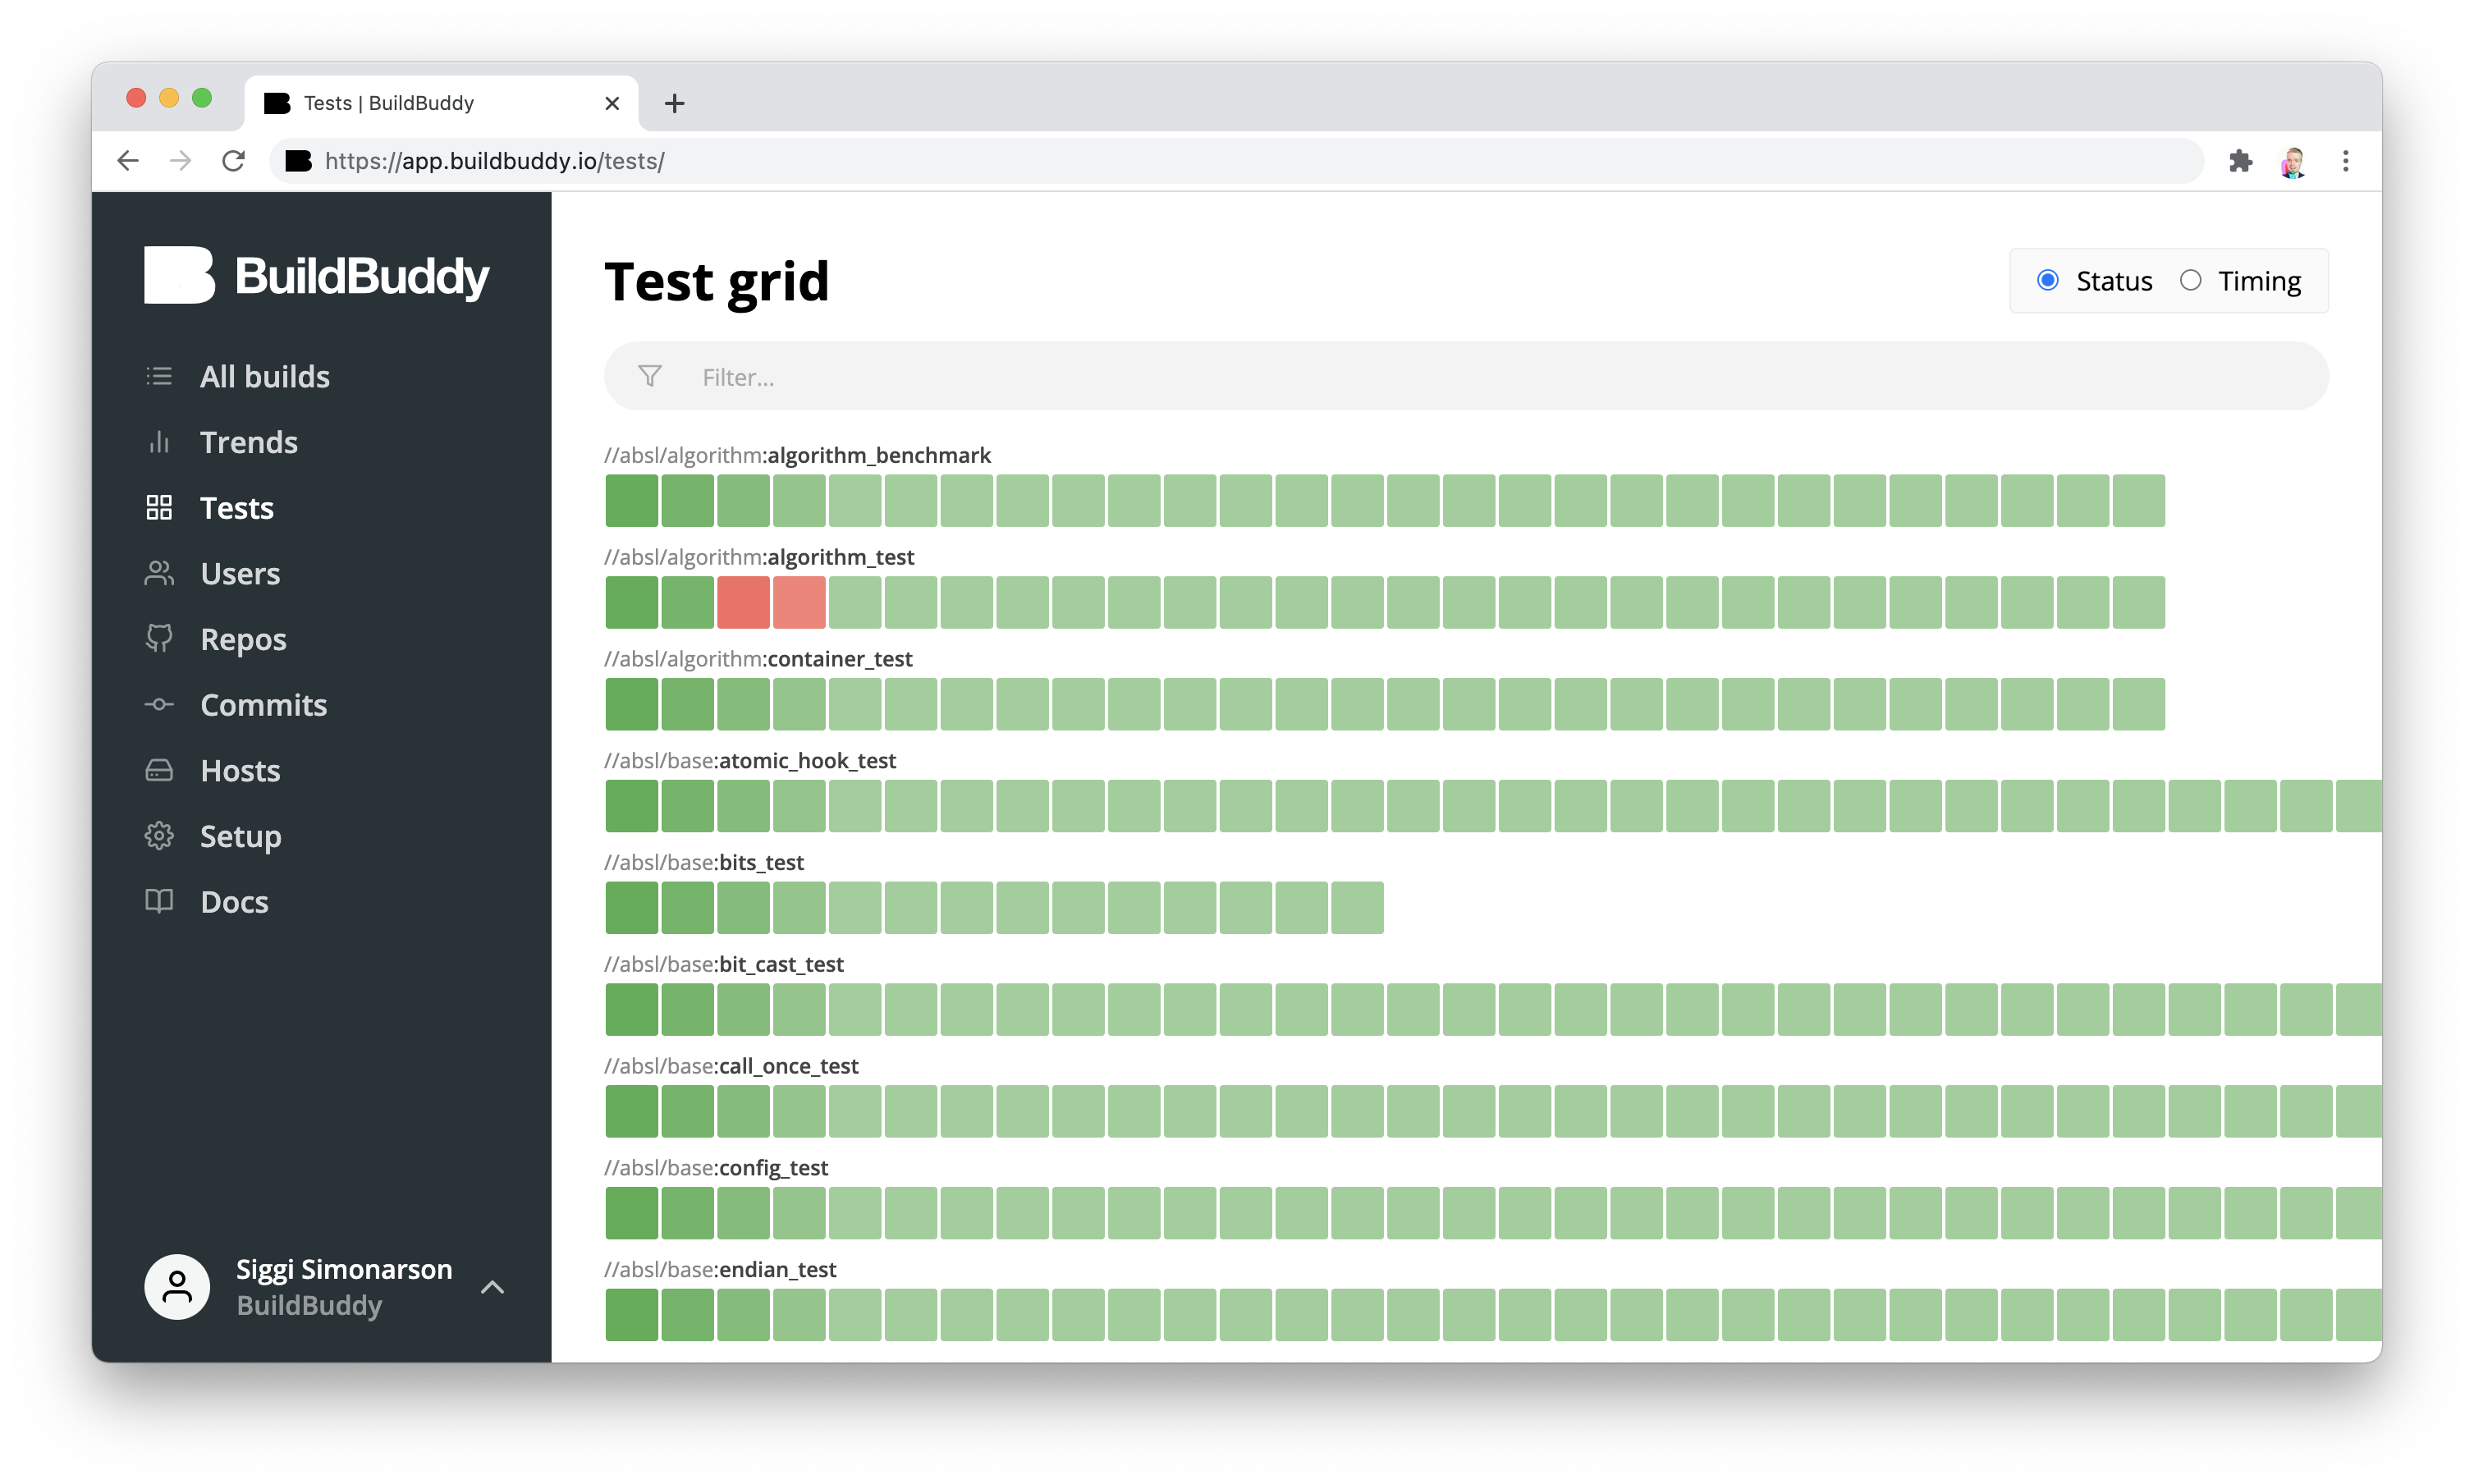 Tests | BuildBuddy
https://app.buildbuddy.io/tests/
BuildBuddy
All builds
Trends
Tests
Users
Repos
Commits
Hosts
Setup
Docs
Siggi Simonarson
BuildBuddy
Test grid
Status Timing
Filter...
//absl/algorithm:algorithm_benchmark
//absl/algorithm:algorithm_test
//absl/algorithm:container_test
//absl/base:atomic_hook_test
//absl/base:bits_test
//absl/base:bit_cast_test
//absl/base:call_once_test
//absl/base:config_test
//absl/base:endian_test